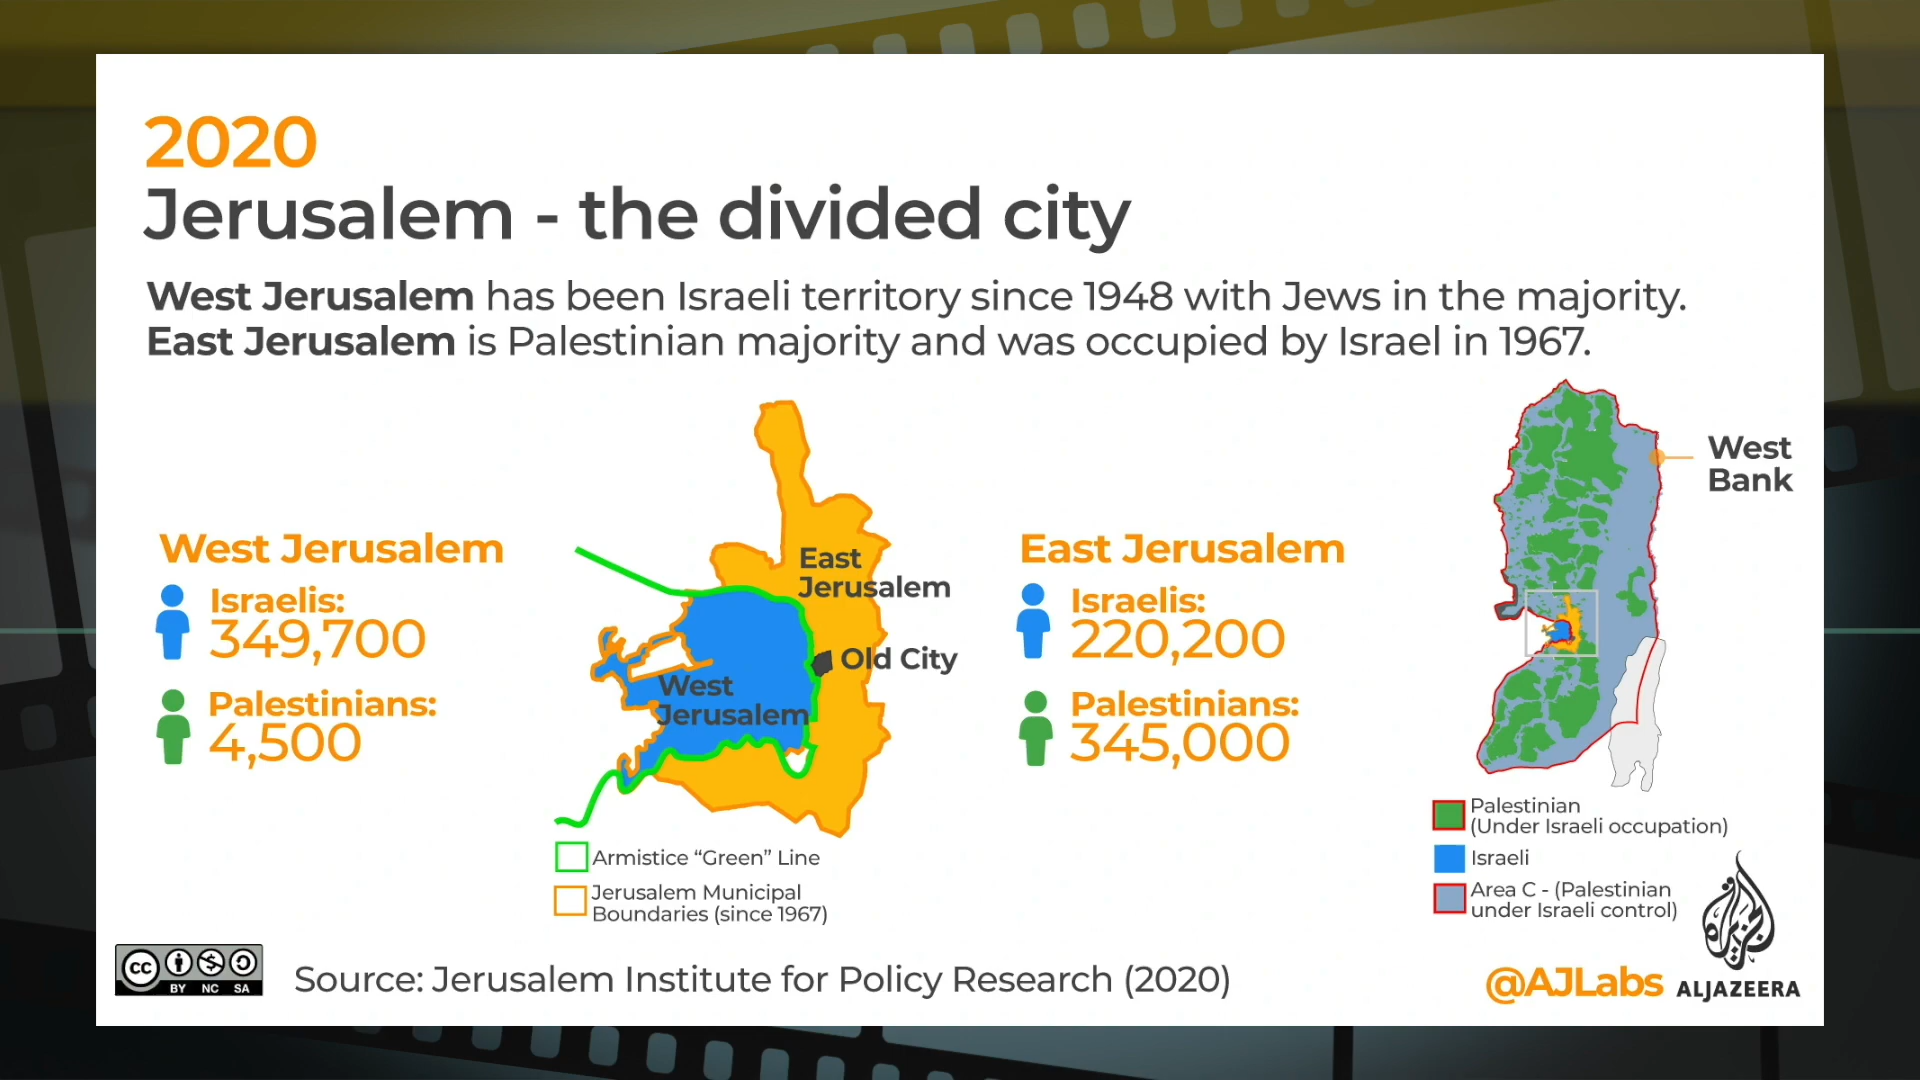 2020
Jerusalem - the divided city
West Jerusalem has been Israeli territory since 1948 with Jews in the majority.
East Jerusalem is Palestinian majority and was occupied by Israel in 1967.
West Jerusalem
Israelis:
349,700
Palestinians:
4,500
East
Jerusalem
Old City
West
Jerusalem
Armistice “Green” Line
Jerusalem Municipal
Boundaries (since 1967)
East Jerusalem
Israelis:
220,200
Palestinians:
345,000
West
Bank
Palestinian
(Under Israeli occupation)
Israeli
Area C - (Palestinian
under Israeli control)
cc
BY NC SA
Source: Jerusalem Institute for Policy Research (2020)
@AJLabs
الجزيرة
ALJAZEERA